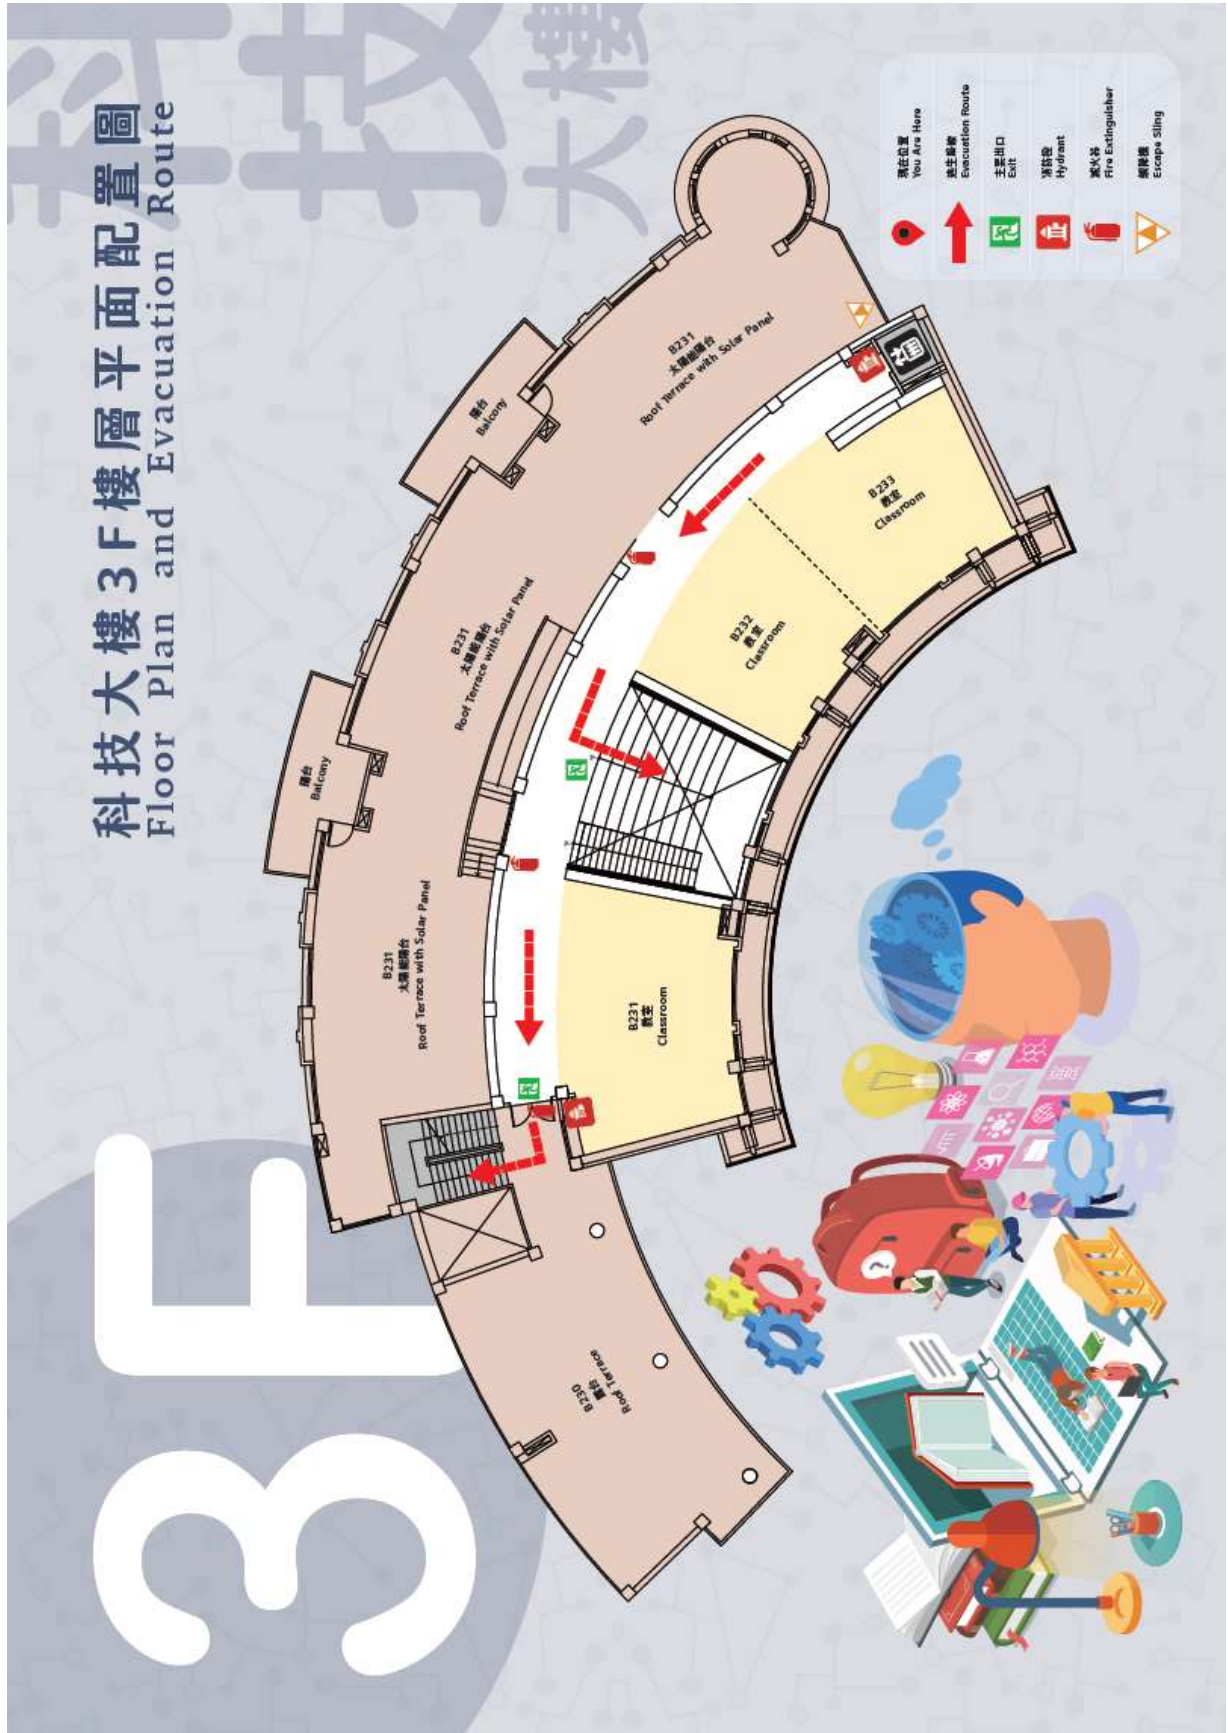 科技
大樓
科技大樓3F樓層平面配置圖
Floor Plan and Evacuation Route
3F
現在位置
You Are Here
逃生路線
Evacuation Route
主要出口
Exit
消防栓
Hydrant
滅火器
Fire Extinguisher
緩降機
Escape Sling
B230
露台
Roof Terrace
B231
太陽能陽台
Roof Terrace with Solar Panel
陽台
Balcony
B231
太陽能陽台
Roof Terrace with Solar Panel
陽台
Balcony
B231
太陽能陽台
Roof Terrace with Solar Panel
B231
教室
Classroom
B232
教室
Classroom
B233
教室
Classroom